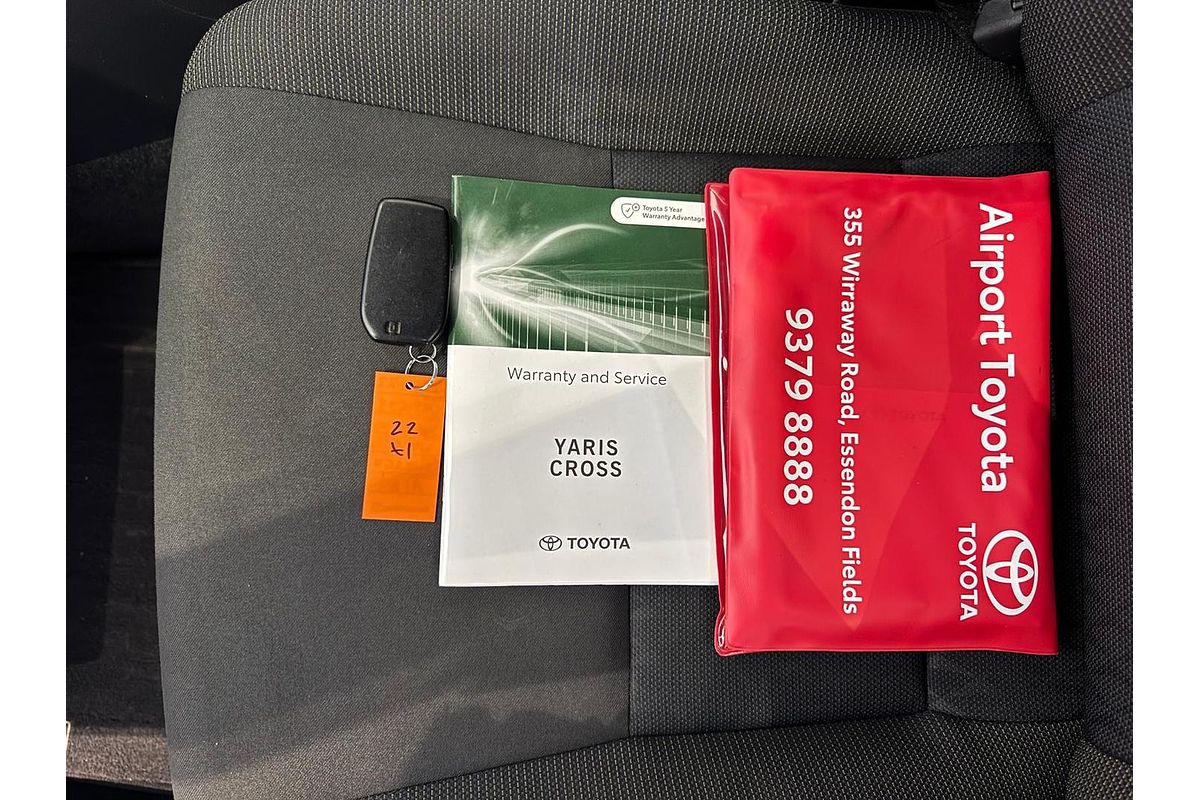 Toyota 5 Year
Warranty Advantage
Warranty and Service
YARIS
CROSS
TOYOTA
22
Airport Toyota
355 Wirraway Road, Essendon Fields
9379 8888
TOYOTA